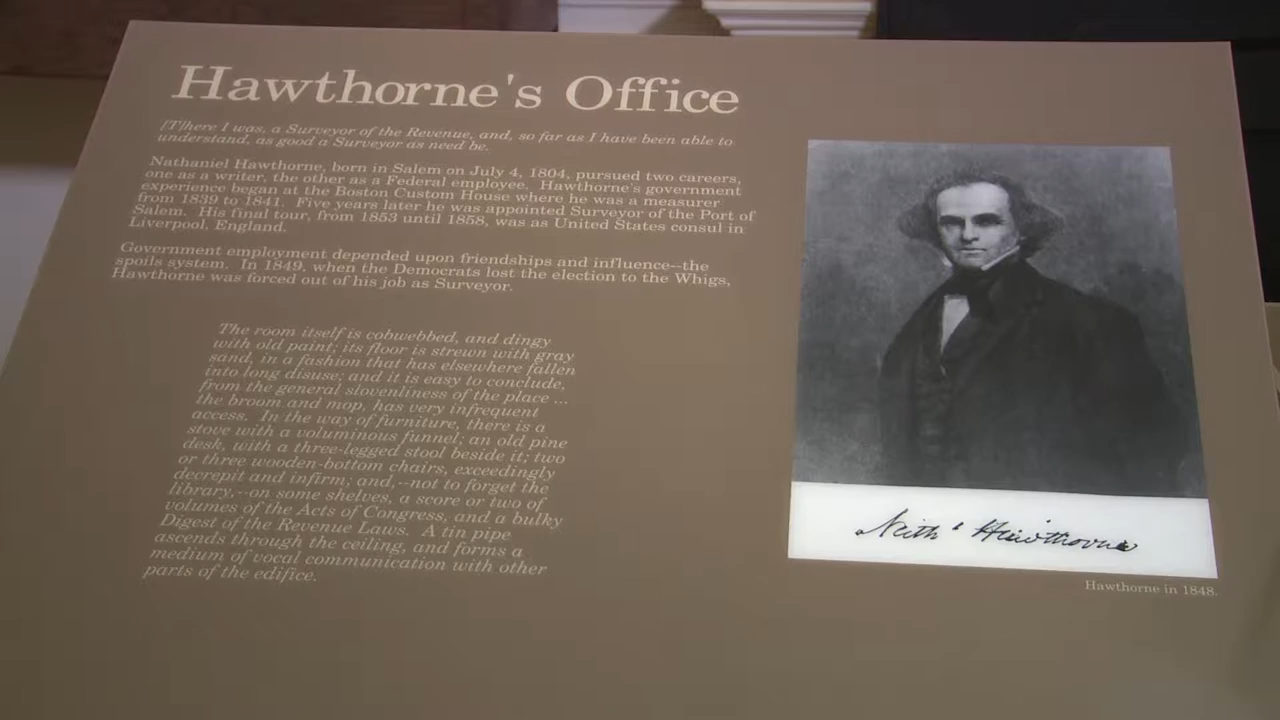 Hawthorne's Office
[T]here I was, a Surveyor of the Revenue, and, so far as I have been able to
understand, as good a Surveyor as need be.
Nathaniel Hawthorne, born in Salem on July 4, 1804, pursued two careers,
one as a writer, the other as a Federal employee. Hawthorne's government
experience began at the Boston Custom House where he was a measurer
from 1839 to 1841. Five years later he was appointed Surveyor of the Port of
Salem. His final tour, from 1853 until 1858, was as United States consul in
Liverpool, England.
Government employment depended upon friendships and influence--the
spoils system. In 1849, when the Democrats lost the election to the Whigs,
Hawthorne was forced out of his job as Surveyor.
The room itself is cobwebbed, and dingy
with old paint; its floor is strewn with gray
sand, in a fashion that has elsewhere fallen
into long disuse; and it is easy to conclude,
from the general slovenliness of the place ...
the broom and mop, has very infrequent
access. In the way of furniture, there is a
stove with a voluminous funnel; an old pine
desk, with a three-legged stool beside it; two
or three wooden-bottom chairs, exceedingly
decrepit and infirm; and,--not to forget the
library,--on some shelves, a score or two of
volumes of the Acts of Congress, and a bulky
Digest of the Revenue Laws. A tin pipe
ascends through the ceiling, and forms a
medium of vocal communication with other
parts of the edifice.
Nath^l Hawthorne
Hawthorne in 1848.